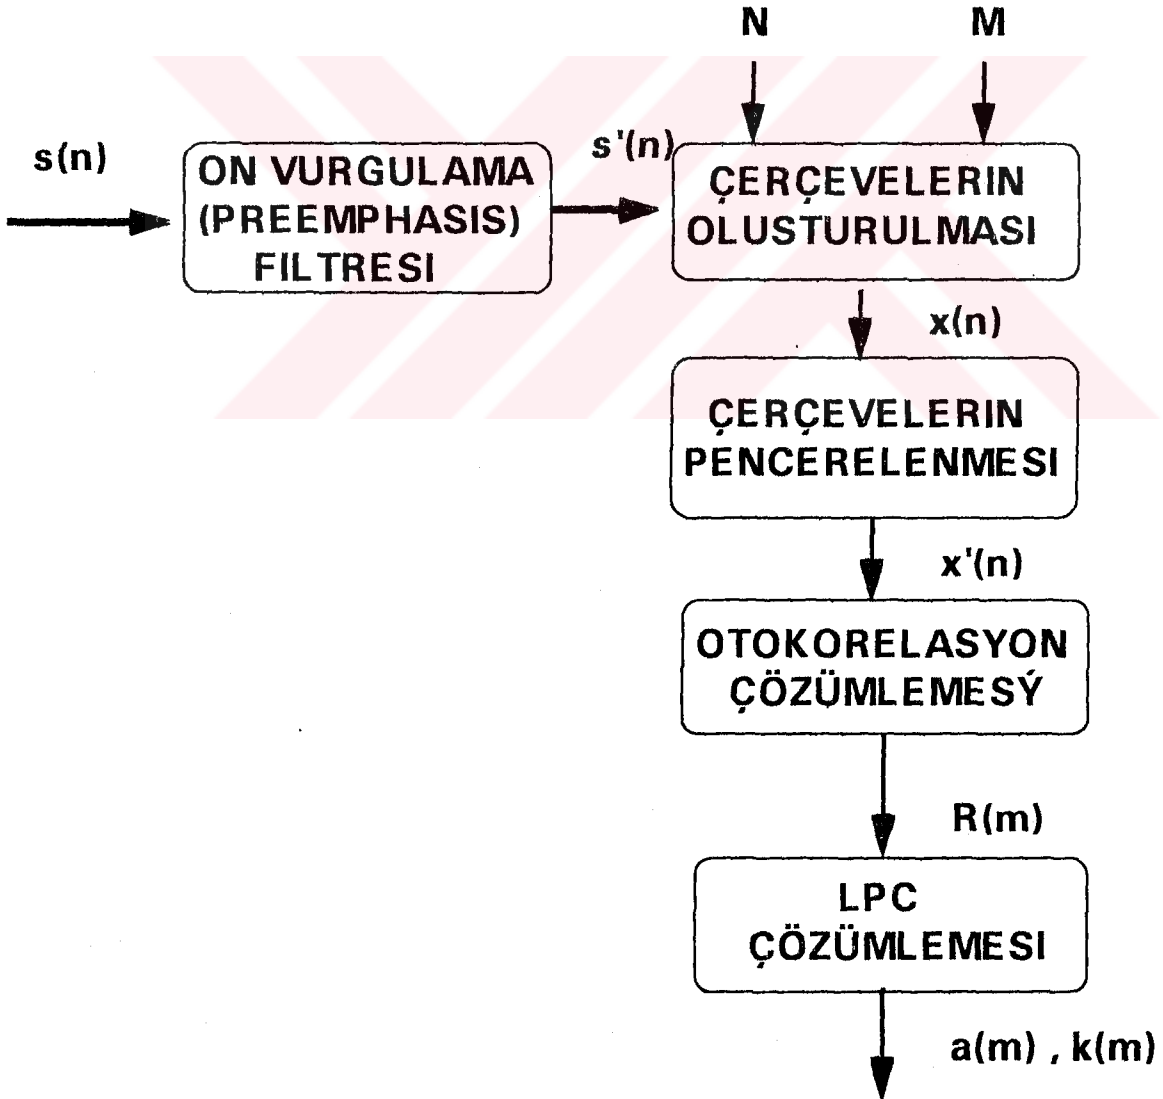 N M
s(n)
ON VURGULAMA
(PREEMPHASIS)
FILTRESI
s'(n)
ÇERÇEVELERIN
OLUSTURULMASI
x(n)
ÇERÇEVELERIN
PENCERELENMESI
x'(n)
OTOKORELASYON
ÇÖZÜMLEMESÝ
R(m)
LPC
ÇÖZÜMLEMESI
a(m) , k(m)